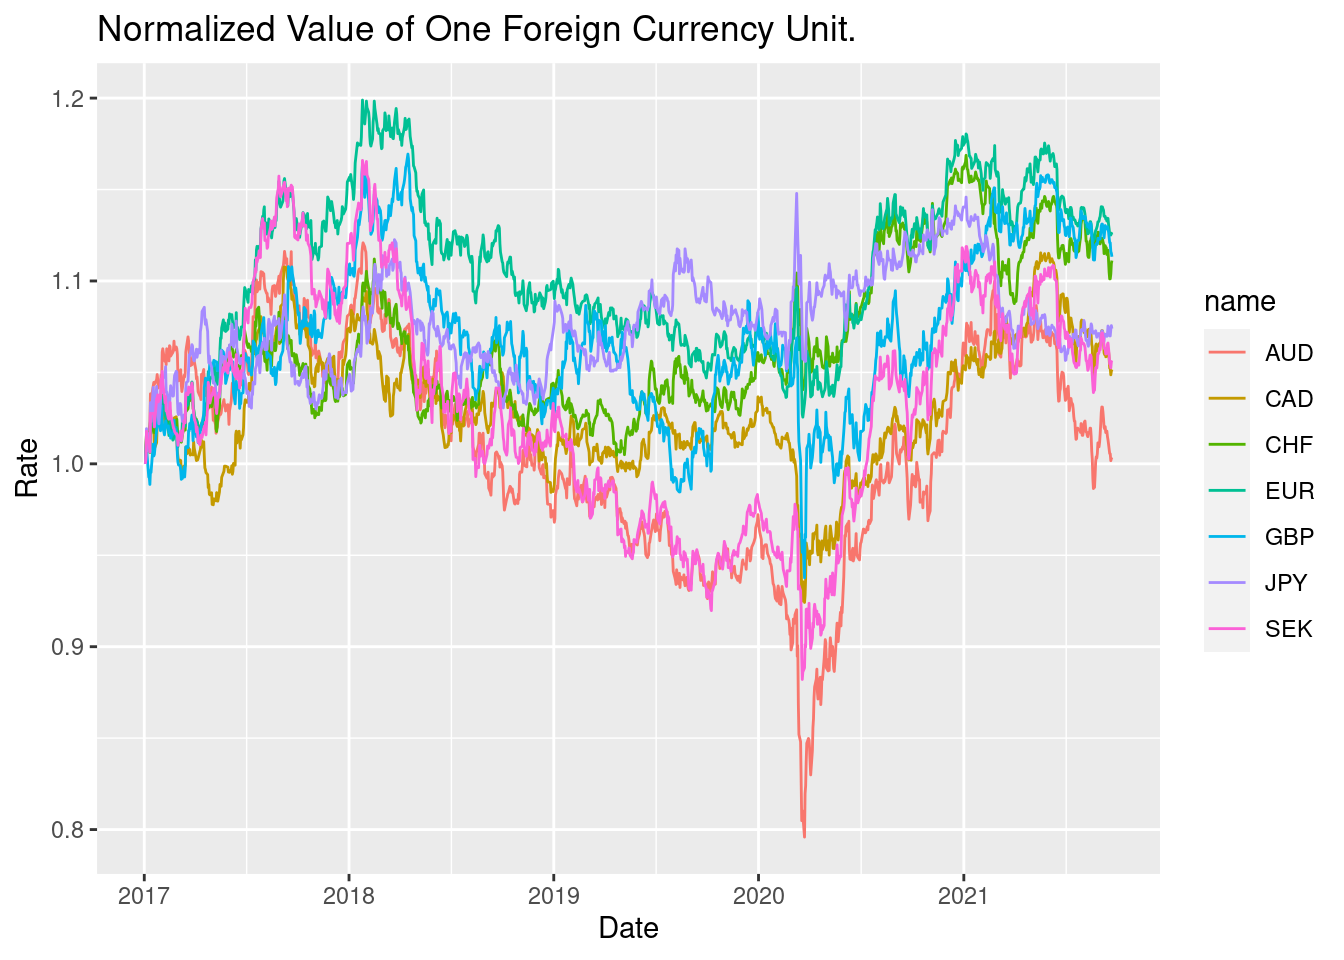 Normalized Value of One Foreign Currency Unit.
1.2
1.1
1.0
0.9
0.8
Rate
2017 2018 2019 2020 2021
Date
name
AUD
CAD
CHF
EUR
GBP
JPY
SEK